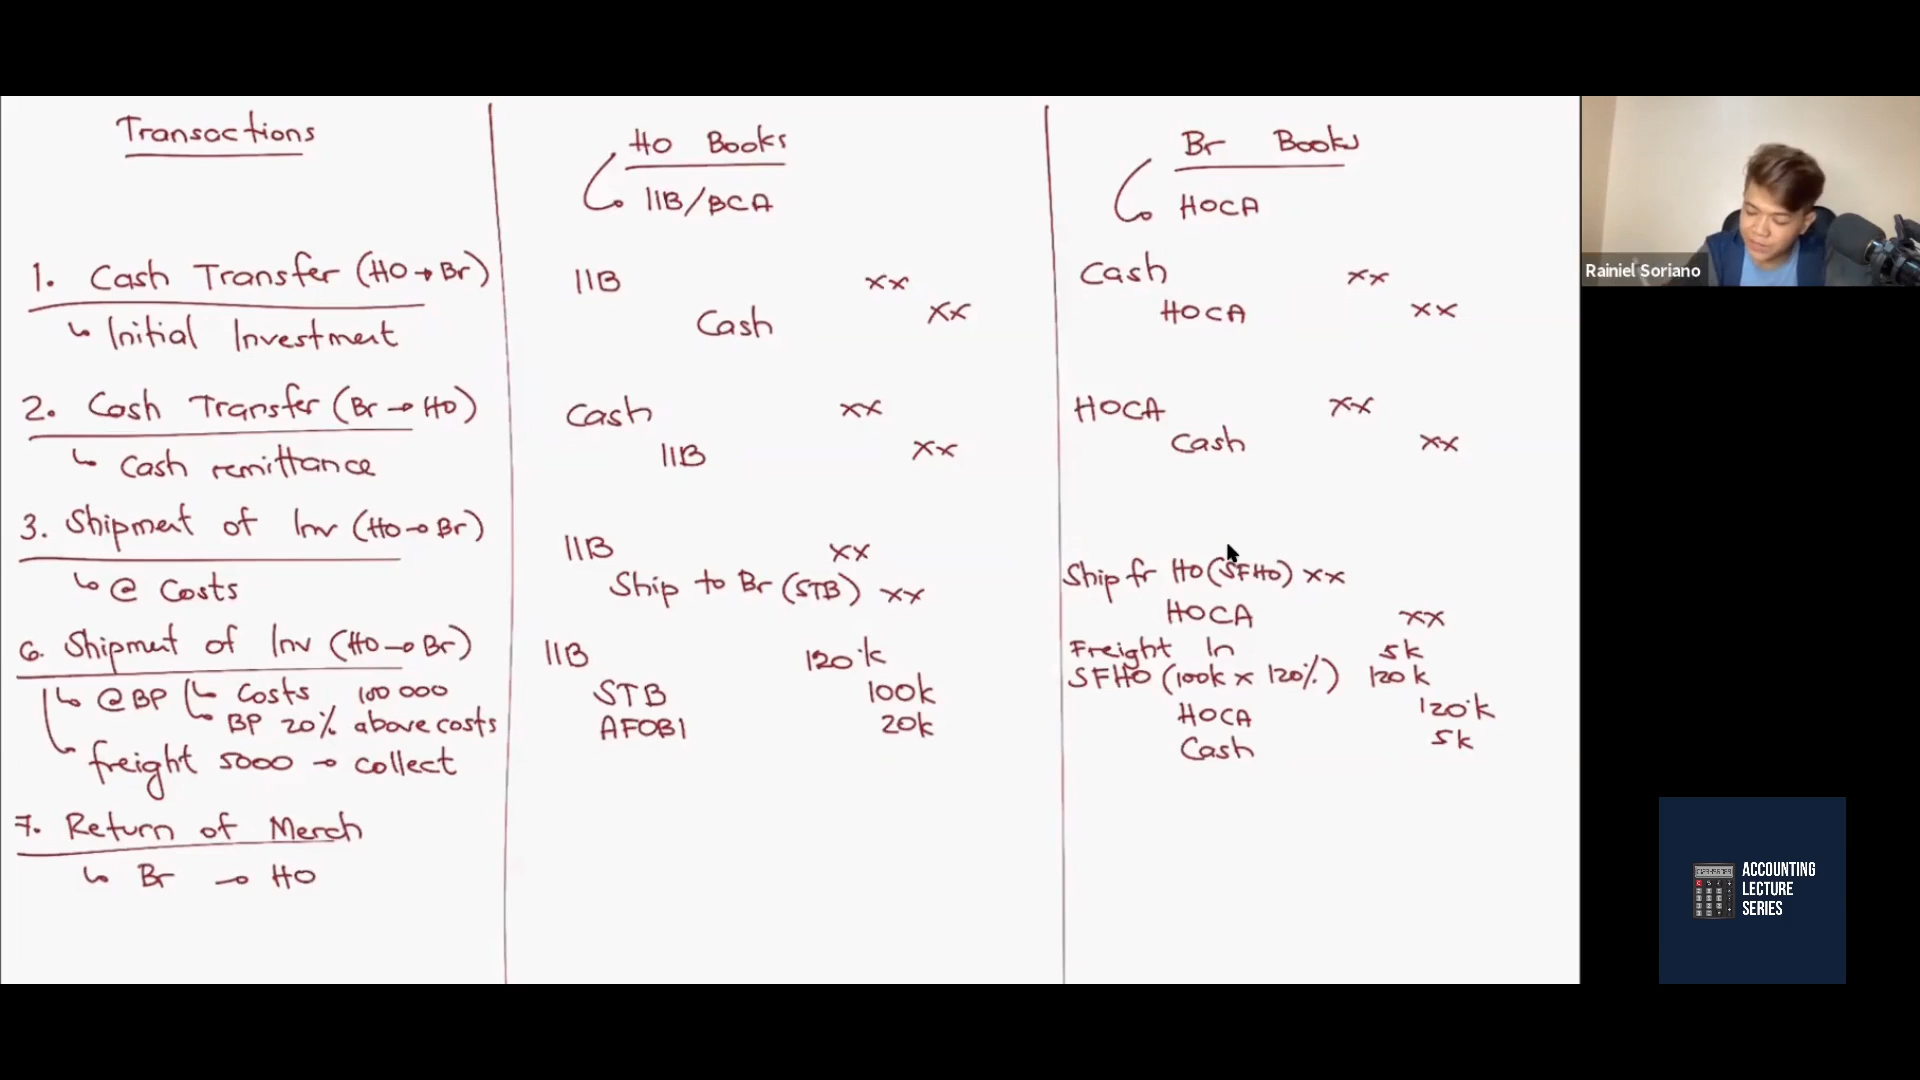 Transactions
Ho Books
IIB/BCA
Br Books
HOCA
1. Cash Transfer (HO→Br)
↳ Initial Investment
IIB xx
Cash xx
Cash xx
HOCA xx
2. Cash Transfer (Br→Ho)
↳ Cash remittance
Cash xx
IIB xx
HOCA xx
Cash xx
3. Shipment of Inv (Ho→Br)
↳ @ Costs
IIB xx
Ship to Br (STB) xx
Ship fr Ho (SFHO) xx
HOCA xx
6. Shipment of Inv (Ho→Br)
↳ @BP ↳ Costs 100 000
↳ BP 20% above costs
↳ freight 5000 → collect
IIB 120k
STB 100k
AFOBI 20k
Freight In 5k
SFHO (100k x 120%) 120k
HOCA 120k
Cash 5k
7. Return of Merch
↳ Br → HO
Rainiel Soriano
ACCOUNTING
LECTURE
SERIES